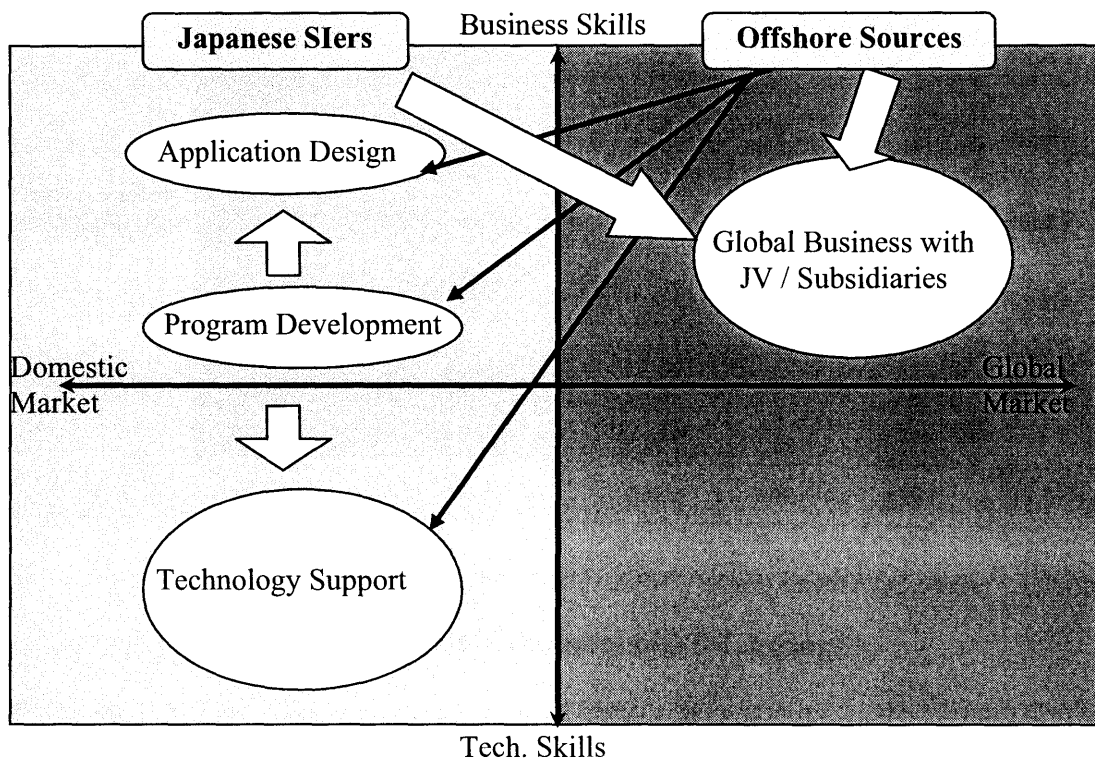 Japanese SIers
Business Skills
Offshore Sources
Application Design
Global Business with
JV / Subsidiaries
Program Development
Domestic
Market
Global
Market
Technology Support
Tech. Skills